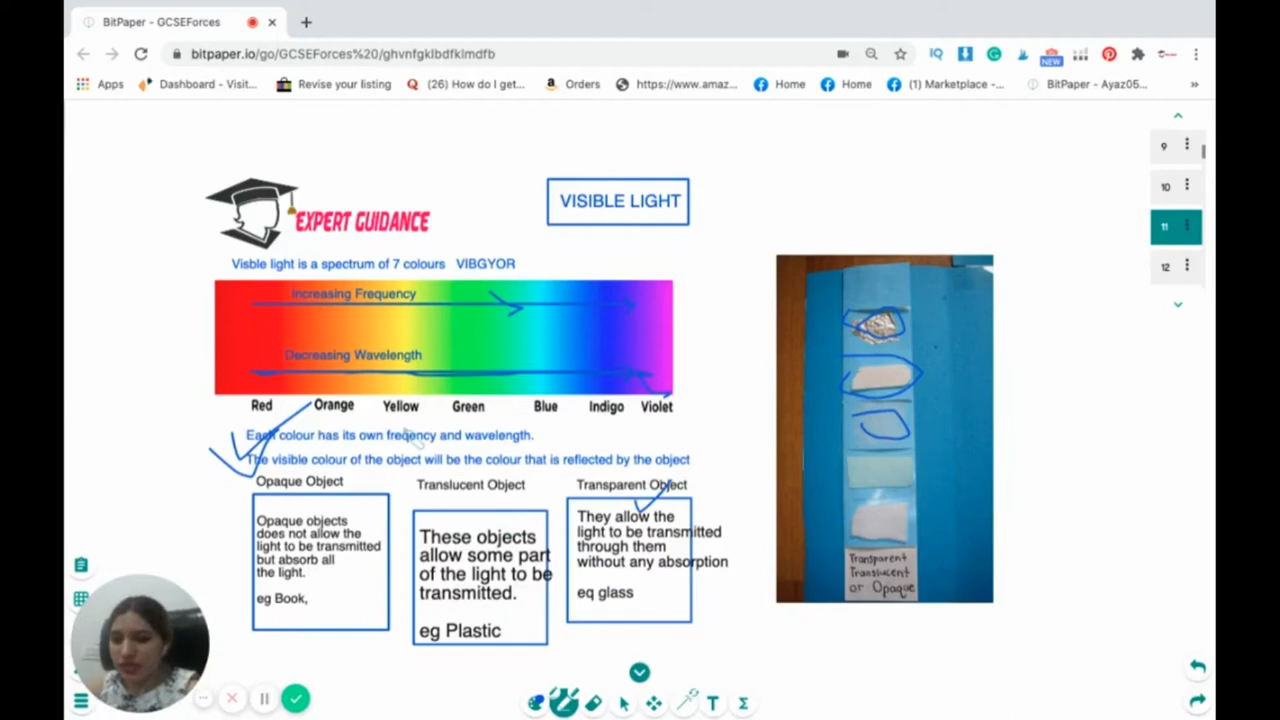 BitPaper - GCSEForces
bitpaper.io/go/GCSEForces%20/ghvnfgklbdfklmdfb
IQ
NEW
Apps
Dashboard - Visit...
Revise your listing
(26) How do I get...
Orders
https://www.amaz...
Home
Home
(1) Marketplace -...
BitPaper - Ayaz05...
»
9
10
11
12
VISIBLE LIGHT
EXPERT GUIDANCE
Visble light is a spectrum of 7 colours VIBGYOR
Increasing Frequency
Decreasing Wavelength
Red Orange Yellow Green Blue Indigo Violet
Each colour has its own freqency and wavelength.
The visible colour of the object will be the colour that is reflected by the object
Opaque Object
Opaque objects
does not allow the
light to be transmitted
but absorb all
the light.
eg Book,
Translucent Object
These objects
allow some part
of the light to be
transmitted.
eg Plastic
Transparent Object
They allow the
light to be transmitted
through them
without any absorption
eq glass
Transparent
Translucent
or Opaque
T
Σ